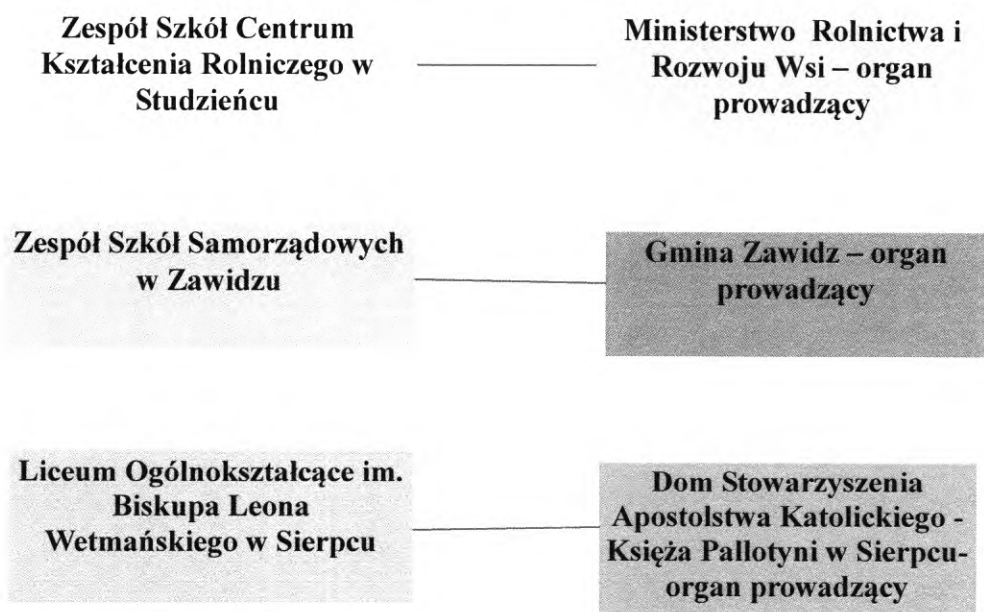 Zespół Szkół Centrum
Kształcenia Rolniczego w
Studzieńcu
Ministerstwo Rolnictwa i
Rozwoju Wsi – organ
prowadzący
Zespół Szkół Samorządowych
w Zawidzu
Gmina Zawidz – organ
prowadzący
Liceum Ogólnokształcące im.
Biskupa Leona
Wetmańskiego w Sierpcu
Dom Stowarzyszenia
Apostolstwa Katolickiego -
Księża Pallotyni w Sierpcu-
organ prowadzący